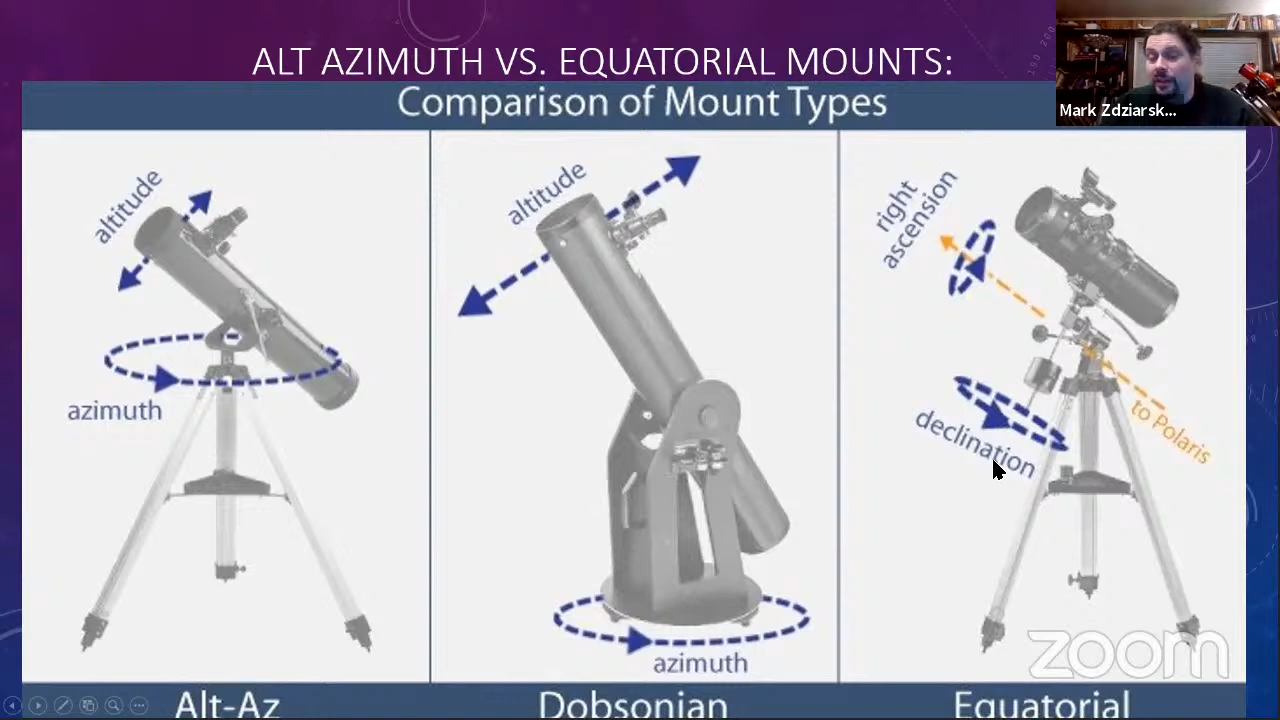 ALT AZIMUTH VS. EQUATORIAL MOUNTS:
Comparison of Mount Types
Mark Zdziarsk...
altitude
azimuth
altitude
azimuth
right
ascension
declination
to Polaris
zoom
Alt-Az
Dobsonian
Equatorial